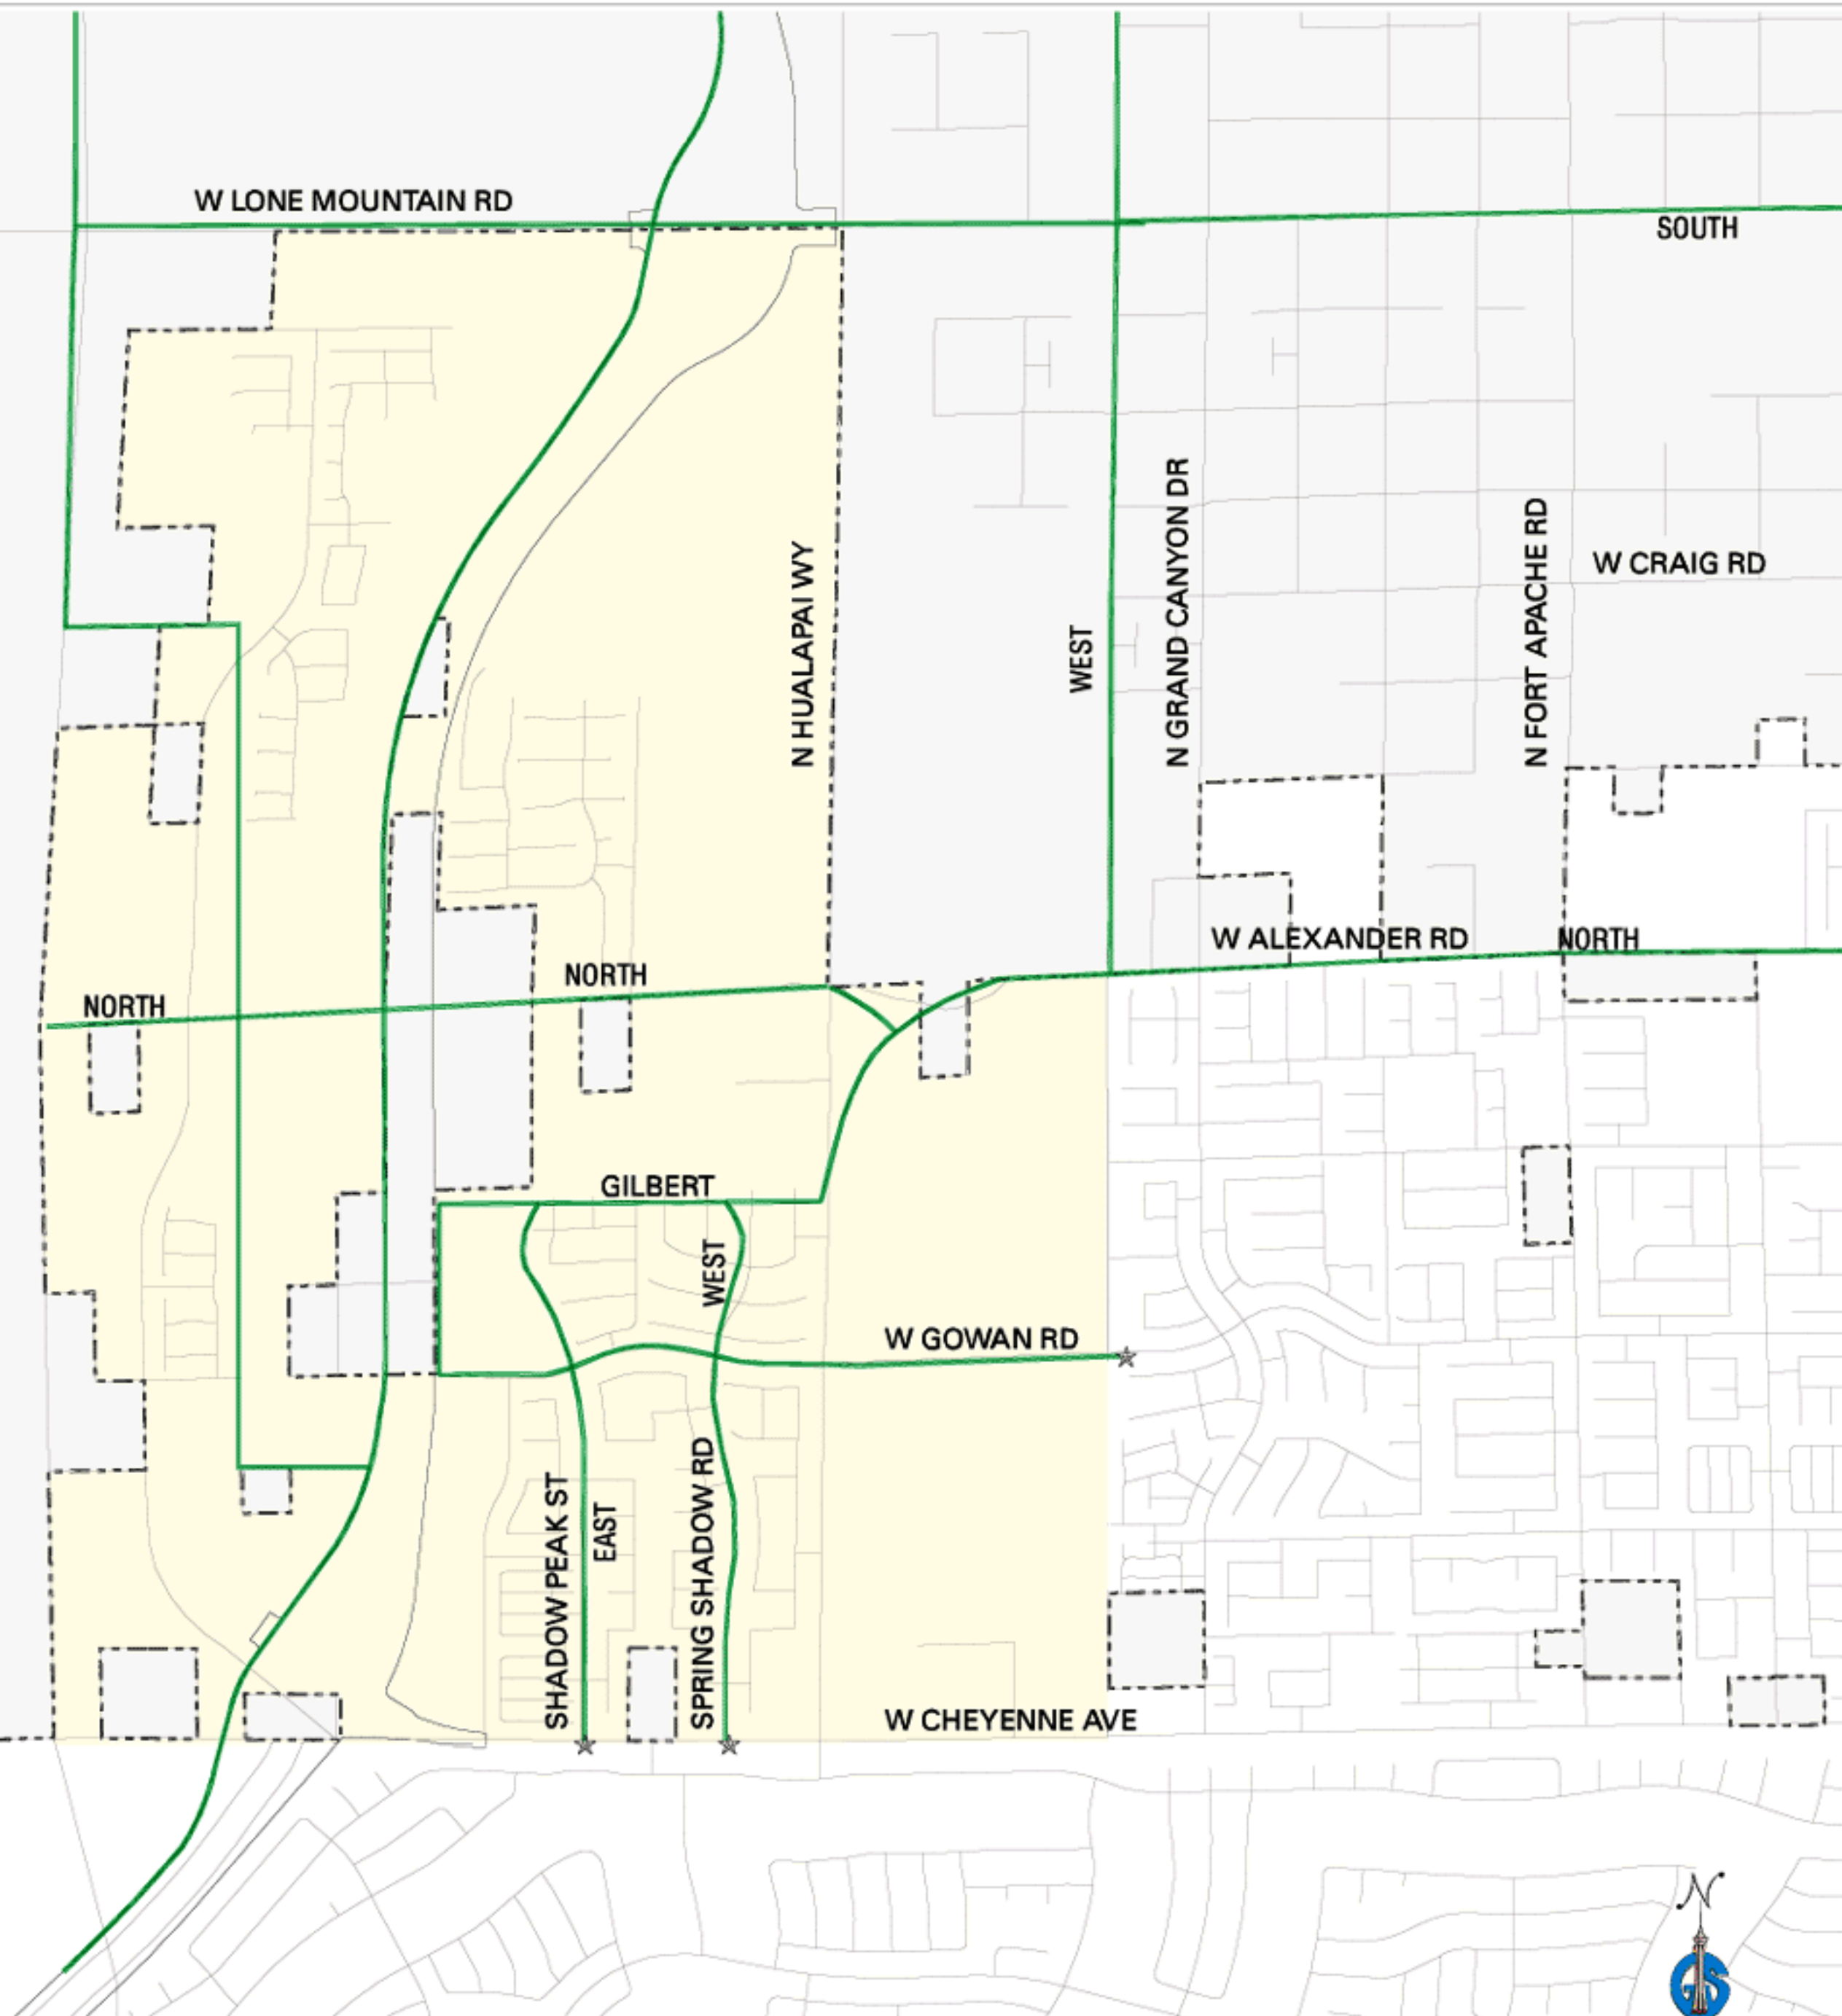 W LONE MOUNTAIN RD
SOUTH
N HUALAPAI WY
WEST
N GRAND CANYON DR
N FORT APACHE RD
W CRAIG RD
W ALEXANDER RD
NORTH
NORTH
NORTH
GILBERT
WEST
W GOWAN RD
SHADOW PEAK ST
EAST
SPRING SHADOW RD
W CHEYENNE AVE
N
GIS